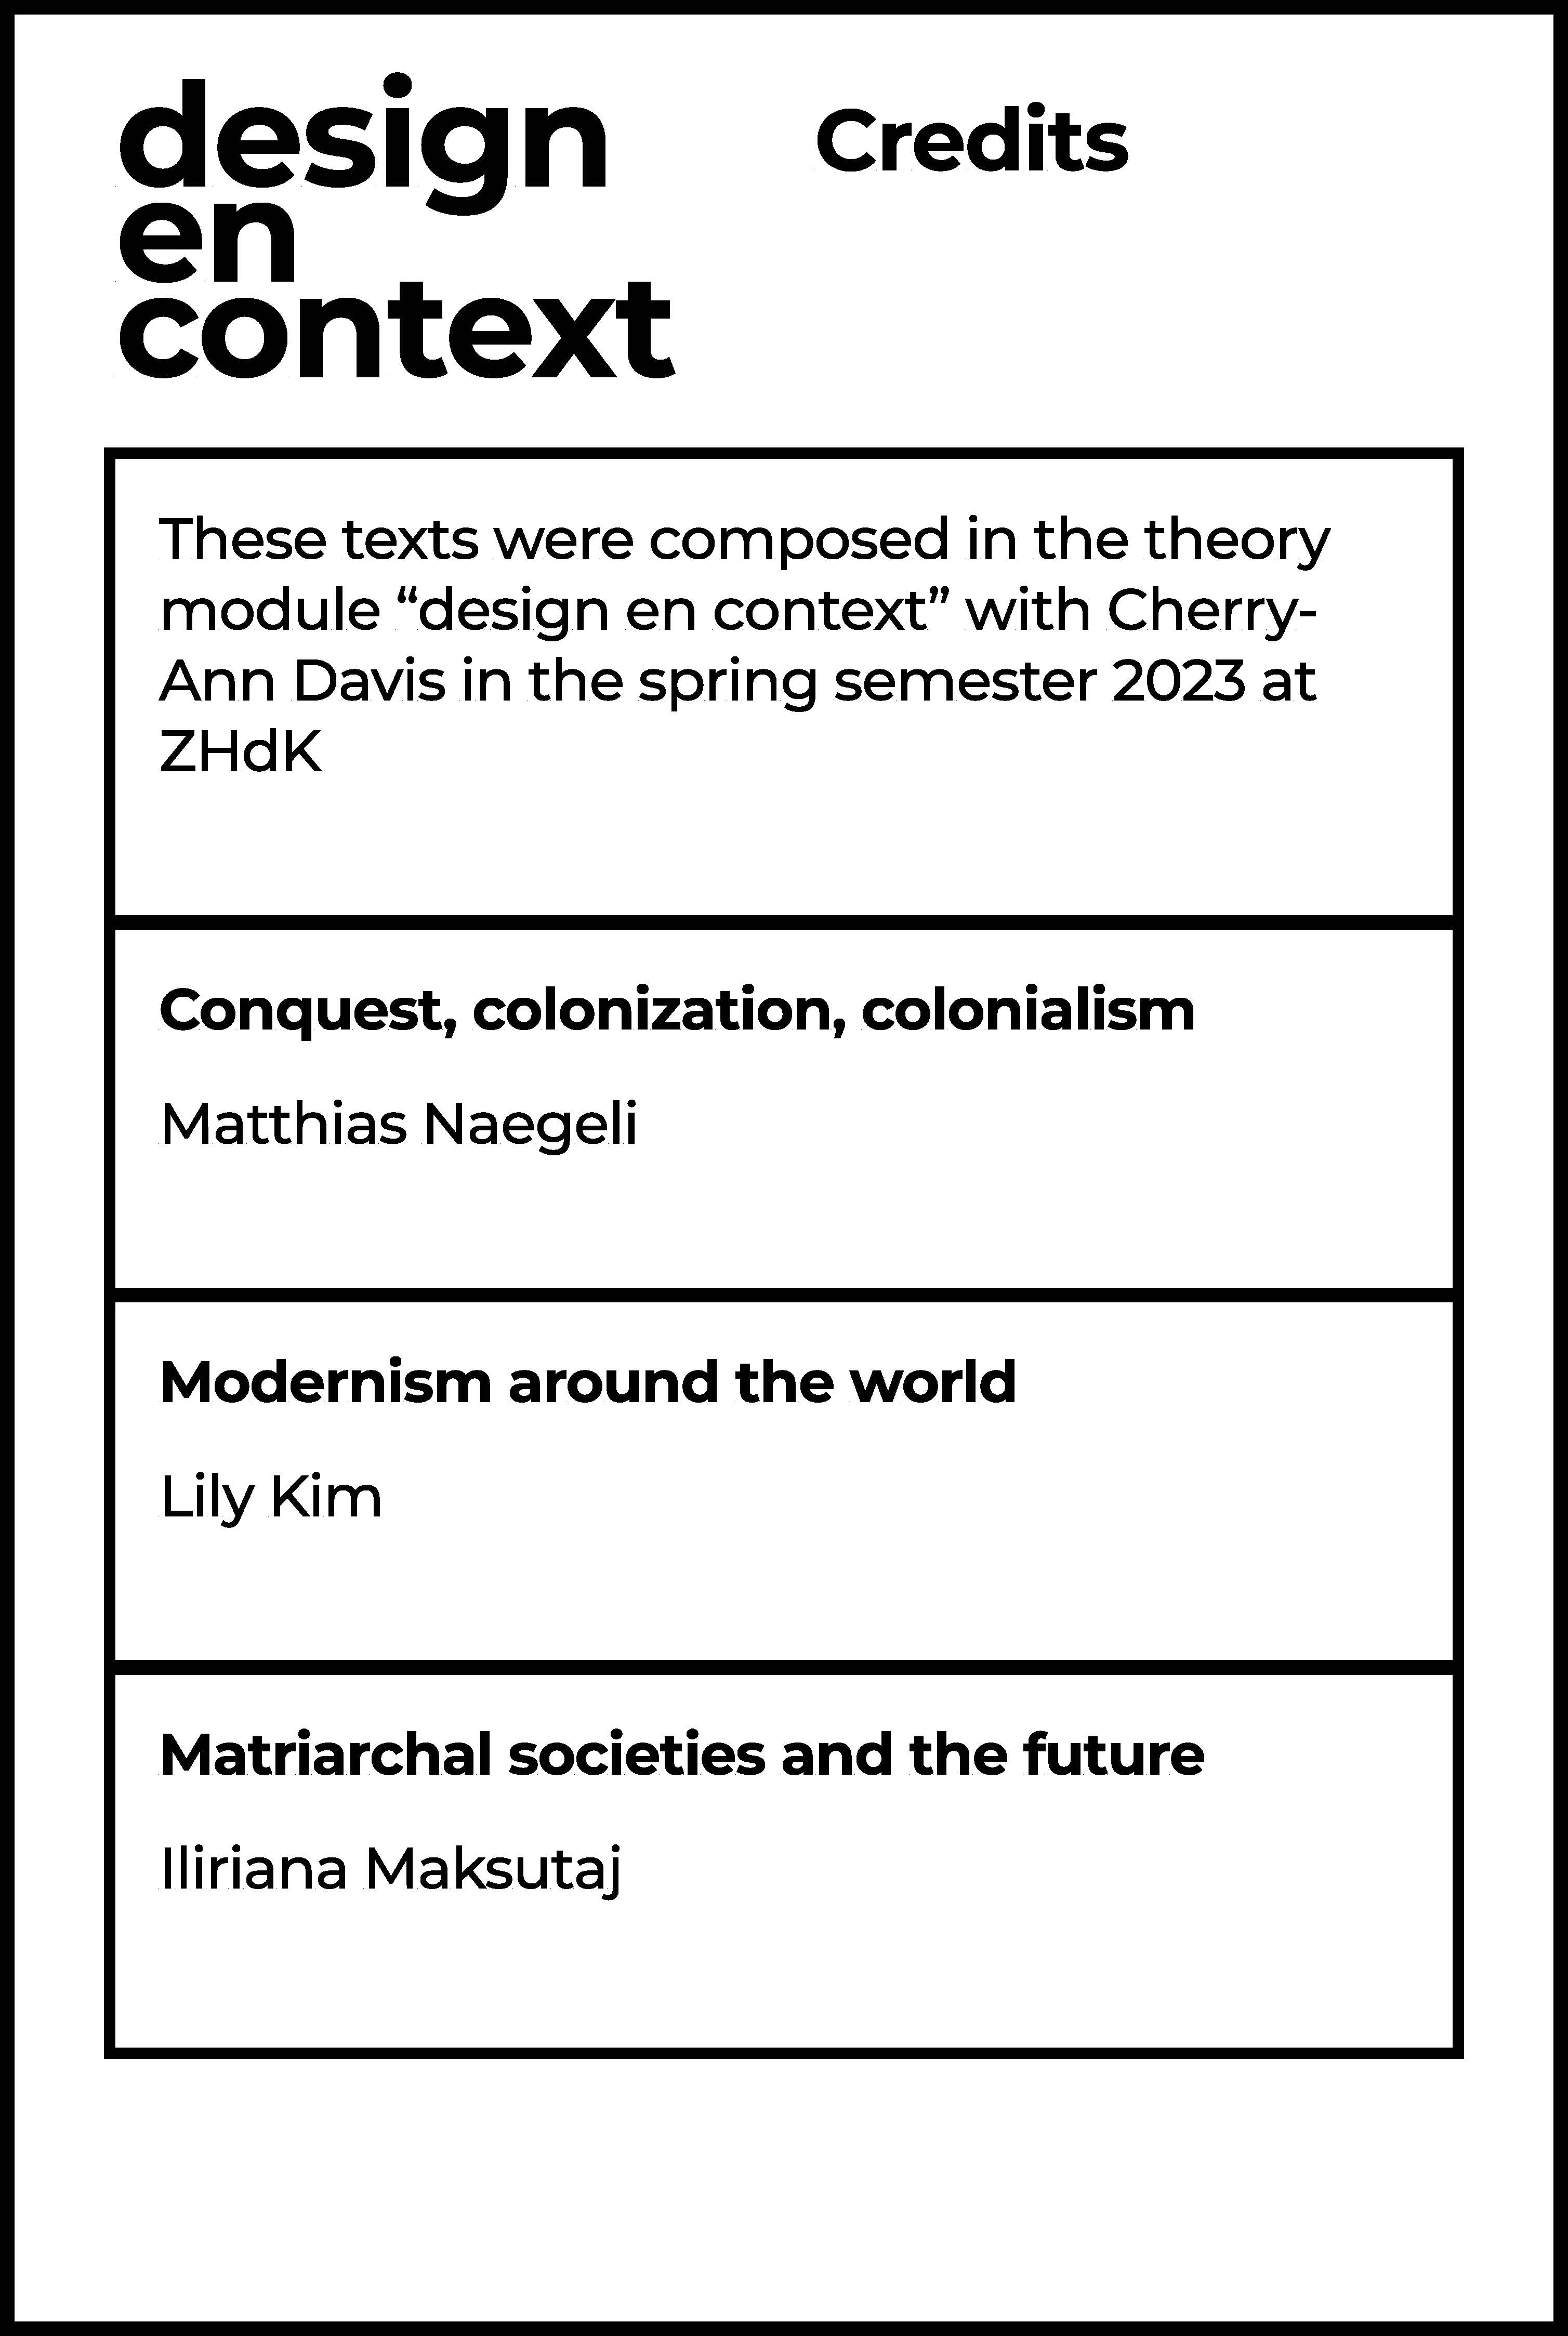 design
en
context
Credits
These texts were composed in the theory
module “design en context” with Cherry-
Ann Davis in the spring semester 2023 at
ZHdK
Conquest, colonization, colonialism
Matthias Naegeli
Modernism around the world
Lily Kim
Matriarchal societies and the future
Iliriana Maksutaj